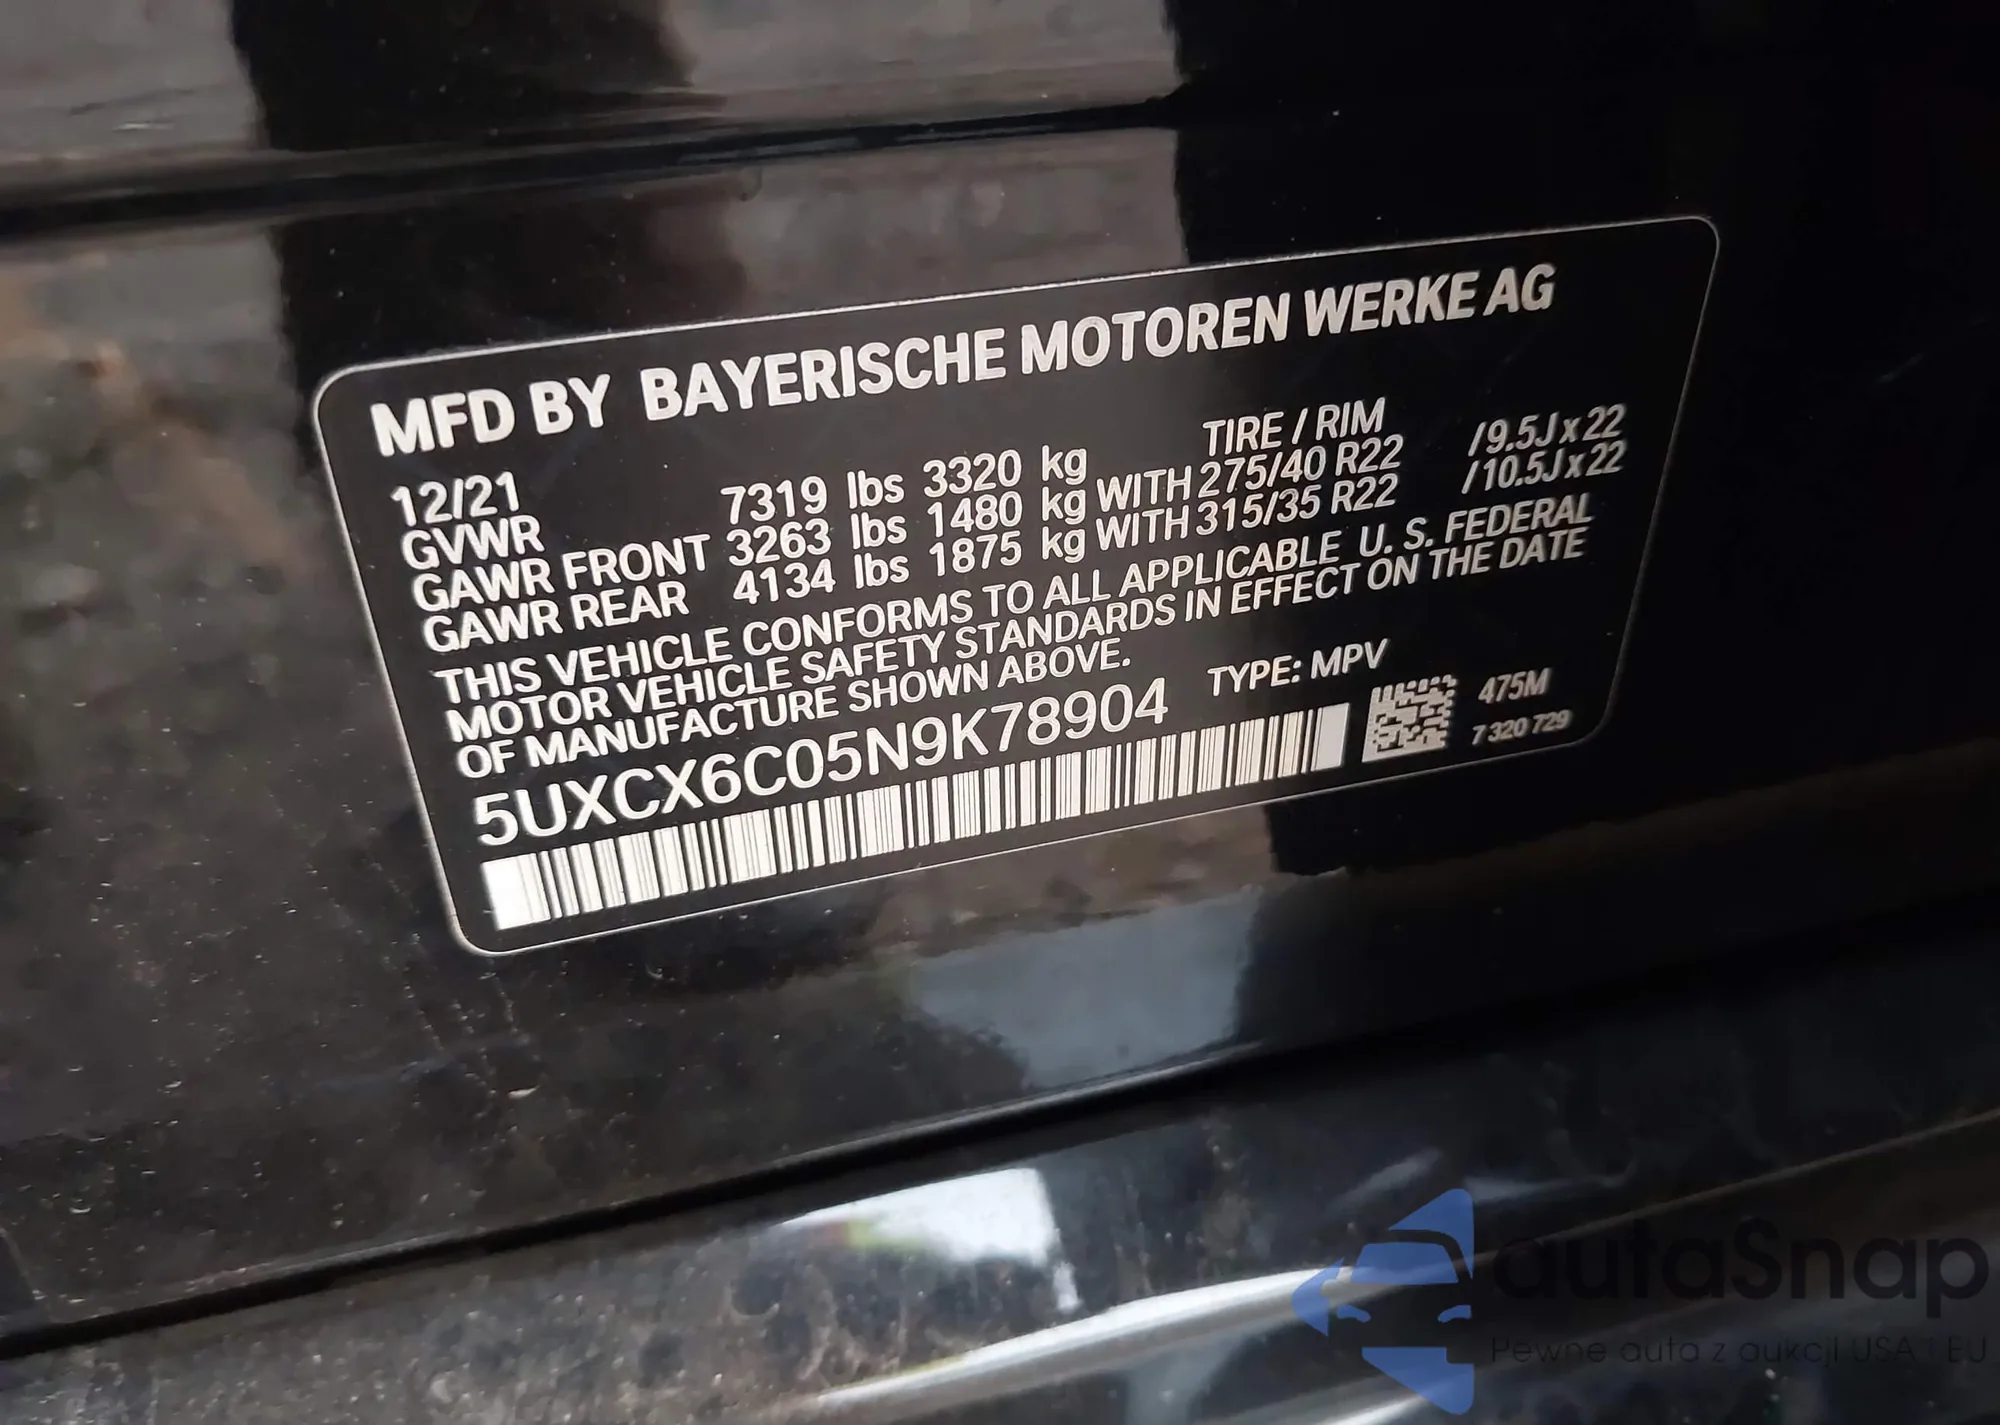 MFD BY BAYERISCHE MOTOREN WERKE AG
12/21 TIRE / RIM
GVWR 7319 lbs 3320 kg
GAWR FRONT 3263 lbs 1480 kg WITH 275/40 R22 /9.5J x 22
GAWR REAR 4134 lbs 1875 kg WITH 315/35 R22 /10.5J x 22
THIS VEHICLE CONFORMS TO ALL APPLICABLE U. S. FEDERAL
MOTOR VEHICLE SAFETY STANDARDS IN EFFECT ON THE DATE
OF MANUFACTURE SHOWN ABOVE.
5UXCX6C05N9K78904 TYPE: MPV
475M
7 320 729
autaSnap
Pewne auta z aukcji USA i EU